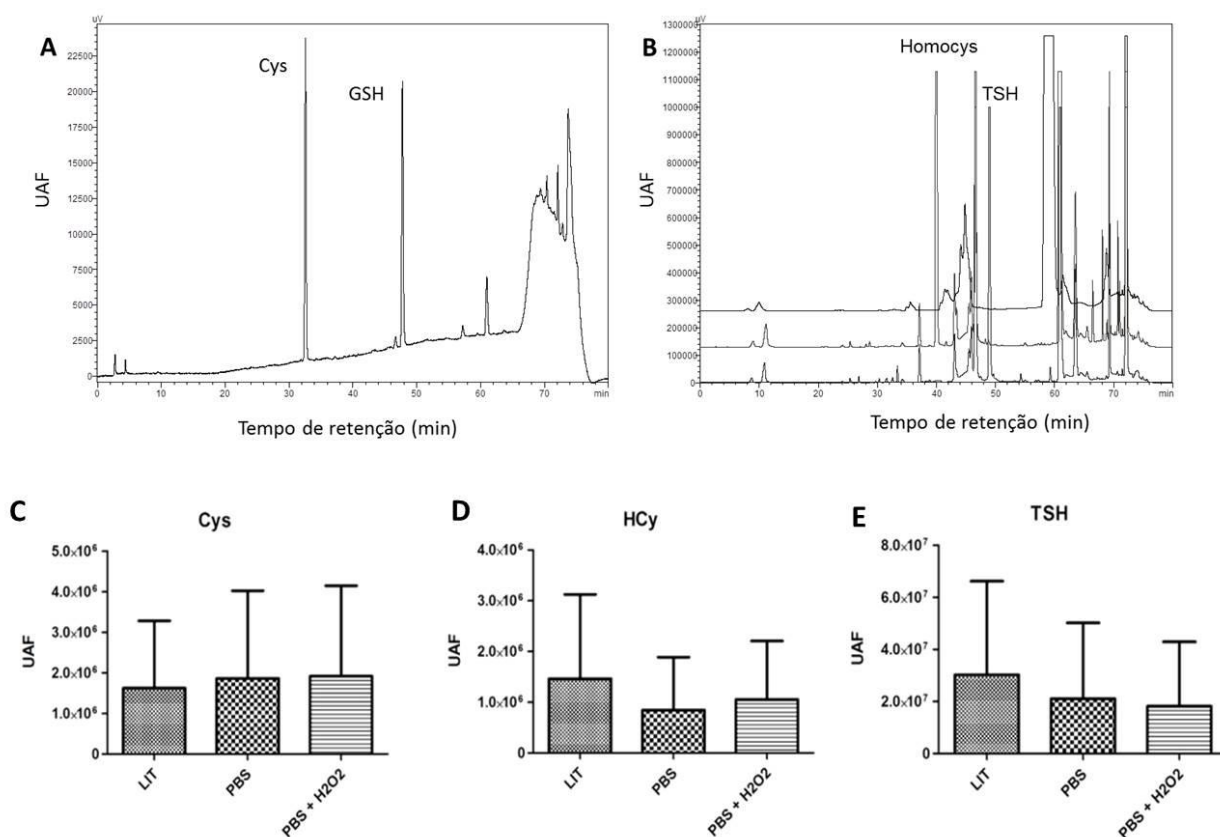 A
uV
22500
20000
17500
15000
12500
10000
7500
5000
2500
0
UAF
Cys
GSH
0 10 20 30 40 50 60 70 min
Tempo de retenção (min)
B
uV
1300000
1200000
1100000
1000000
900000
800000
700000
600000
500000
400000
300000
200000
100000
0
UAF
Homocys
TSH
0 10 20 30 40 50 60 70 min
Tempo de retenção (min)
C
Cys
5.0×10⁶
4.0×10⁶
3.0×10⁶
2.0×10⁶
1.0×10⁶
0
UAF
LIT
PBS
PBS + H2O2
D
HCy
4.0×10⁶
3.0×10⁶
2.0×10⁶
1.0×10⁶
0
UAF
LIT
PBS
PBS + H2O2
E
TSH
8.0×10⁷
6.0×10⁷
4.0×10⁷
2.0×10⁷
0
UAF
LIT
PBS
PBS + H2O2